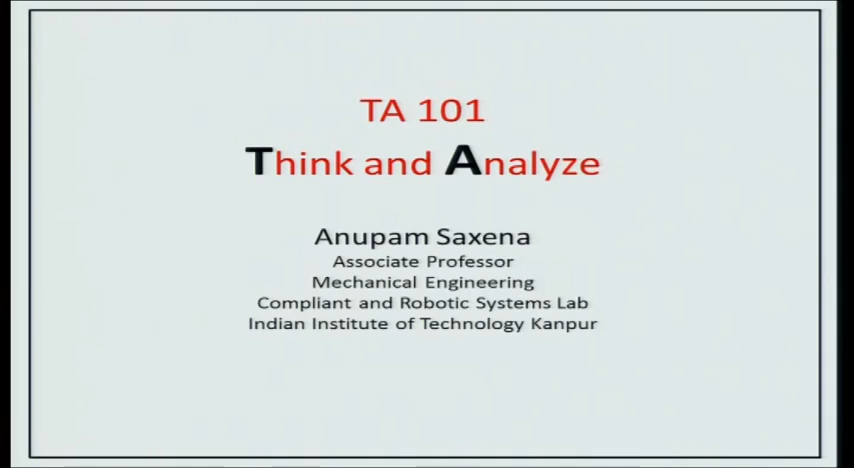 TA 101
Think and Analyze
Anupam Saxena
Associate Professor
Mechanical Engineering
Compliant and Robotic Systems Lab
Indian Institute of Technology Kanpur